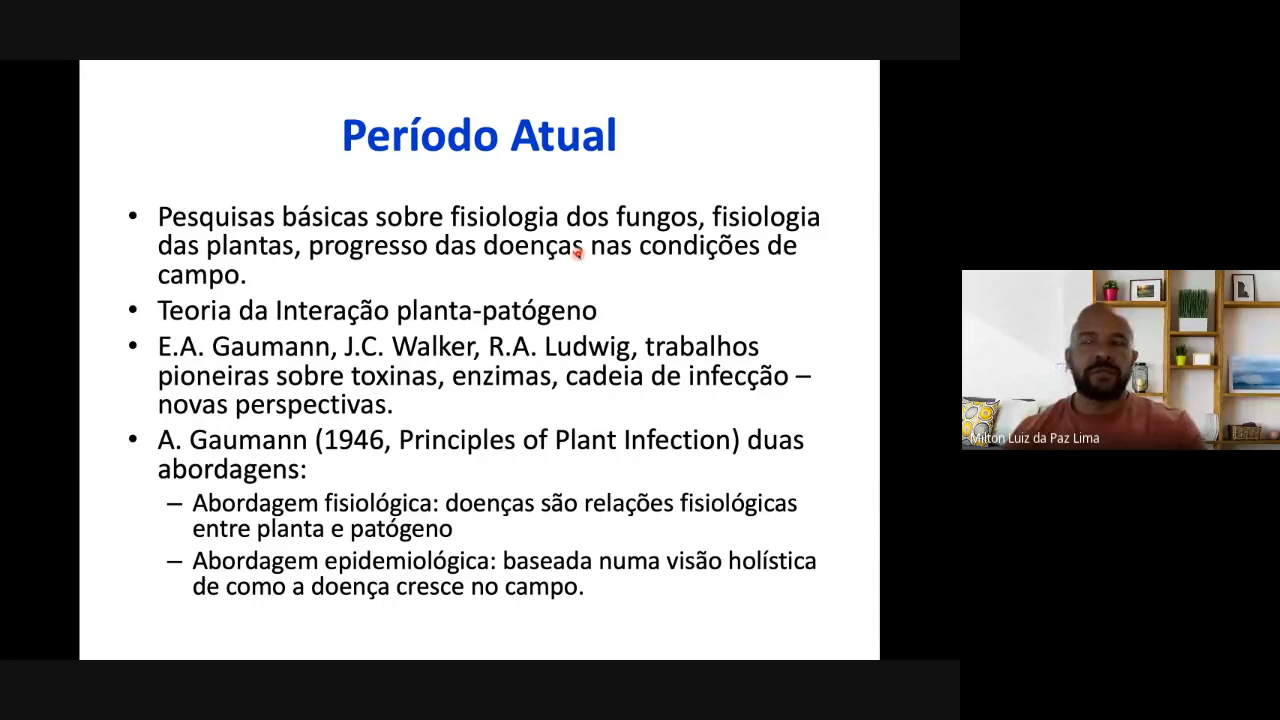 Período Atual
• Pesquisas básicas sobre fisiologia dos fungos, fisiologia
das plantas, progresso das doenças nas condições de
campo.
• Teoria da Interação planta-patógeno
• E.A. Gaumann, J.C. Walker, R.A. Ludwig, trabalhos
pioneiras sobre toxinas, enzimas, cadeia de infecção –
novas perspectivas.
• A. Gaumann (1946, Principles of Plant Infection) duas
abordagens:
– Abordagem fisiológica: doenças são relações fisiológicas
entre planta e patógeno
– Abordagem epidemiológica: baseada numa visão holística
de como a doença cresce no campo.
Milton Luiz da Paz Lima